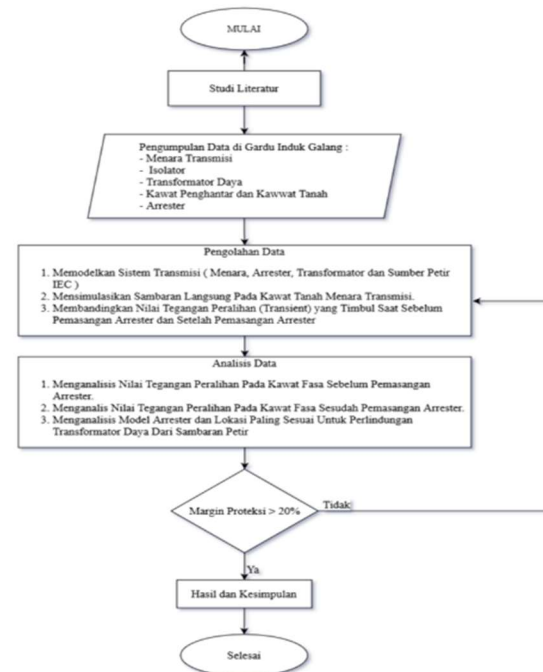 MULAI
Studi Literatur
Pengumpulan Data di Gardu Induk Galang :
- Menara Transmisi
- Isolator
- Transformator Daya
- Kawat Penghantar dan Kawwat Tanah
- Arrester
Pengolahan Data
1. Memodelkan Sistem Transmisi ( Menara, Arrester, Transformator dan Sumber Petir
IEC )
2. Mensimulasikan Sambaran Langsung Pada Kawat Tanah Menara Transmisi.
3. Membandingkan Nilai Tegangan Peralihan (Transient) yang Timbul Saat Sebelum
Pemasangan Arrester dan Setelah Pemasangan Arrester
Analisis Data
1. Menganalisis Nilai Tegangan Peralihan Pada Kawat Fasa Sebelum Pemasangan
Arrester.
2. Menganalis Nilai Tegangan Peralihan Pada Kawat Fasa Sesudah Pemasangan Arrester.
3. Menganalisis Model Arrester dan Lokasi Paling Sesuai Untuk Perlindungan
Transformator Daya Dari Sambaran Petir
Margin Proteksi > 20%
Tidak
Ya
Hasil dan Kesimpulan
Selesai